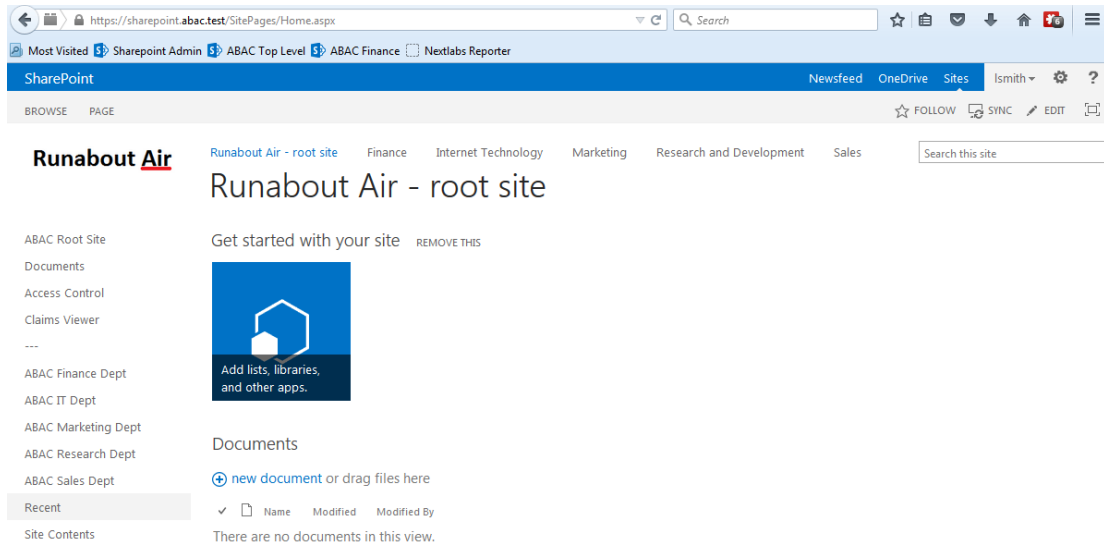 https://sharepoint.abac.test/SitePages/Home.aspx Search
Most Visited Sharepoint Admin ABAC Top Level ABAC Finance Nextlabs Reporter
SharePoint Newsfeed OneDrive Sites lsmith ?
BROWSE PAGE FOLLOW SYNC EDIT
Runabout Air
Runabout Air - root site Finance Internet Technology Marketing Research and Development Sales Search this site
Runabout Air - root site
ABAC Root Site
Documents
Access Control
Claims Viewer
---
ABAC Finance Dept
ABAC IT Dept
ABAC Marketing Dept
ABAC Research Dept
ABAC Sales Dept
Recent
Site Contents
Get started with your site REMOVE THIS
Add lists, libraries,
and other apps.
Documents
new document or drag files here
Name Modified Modified By
There are no documents in this view.